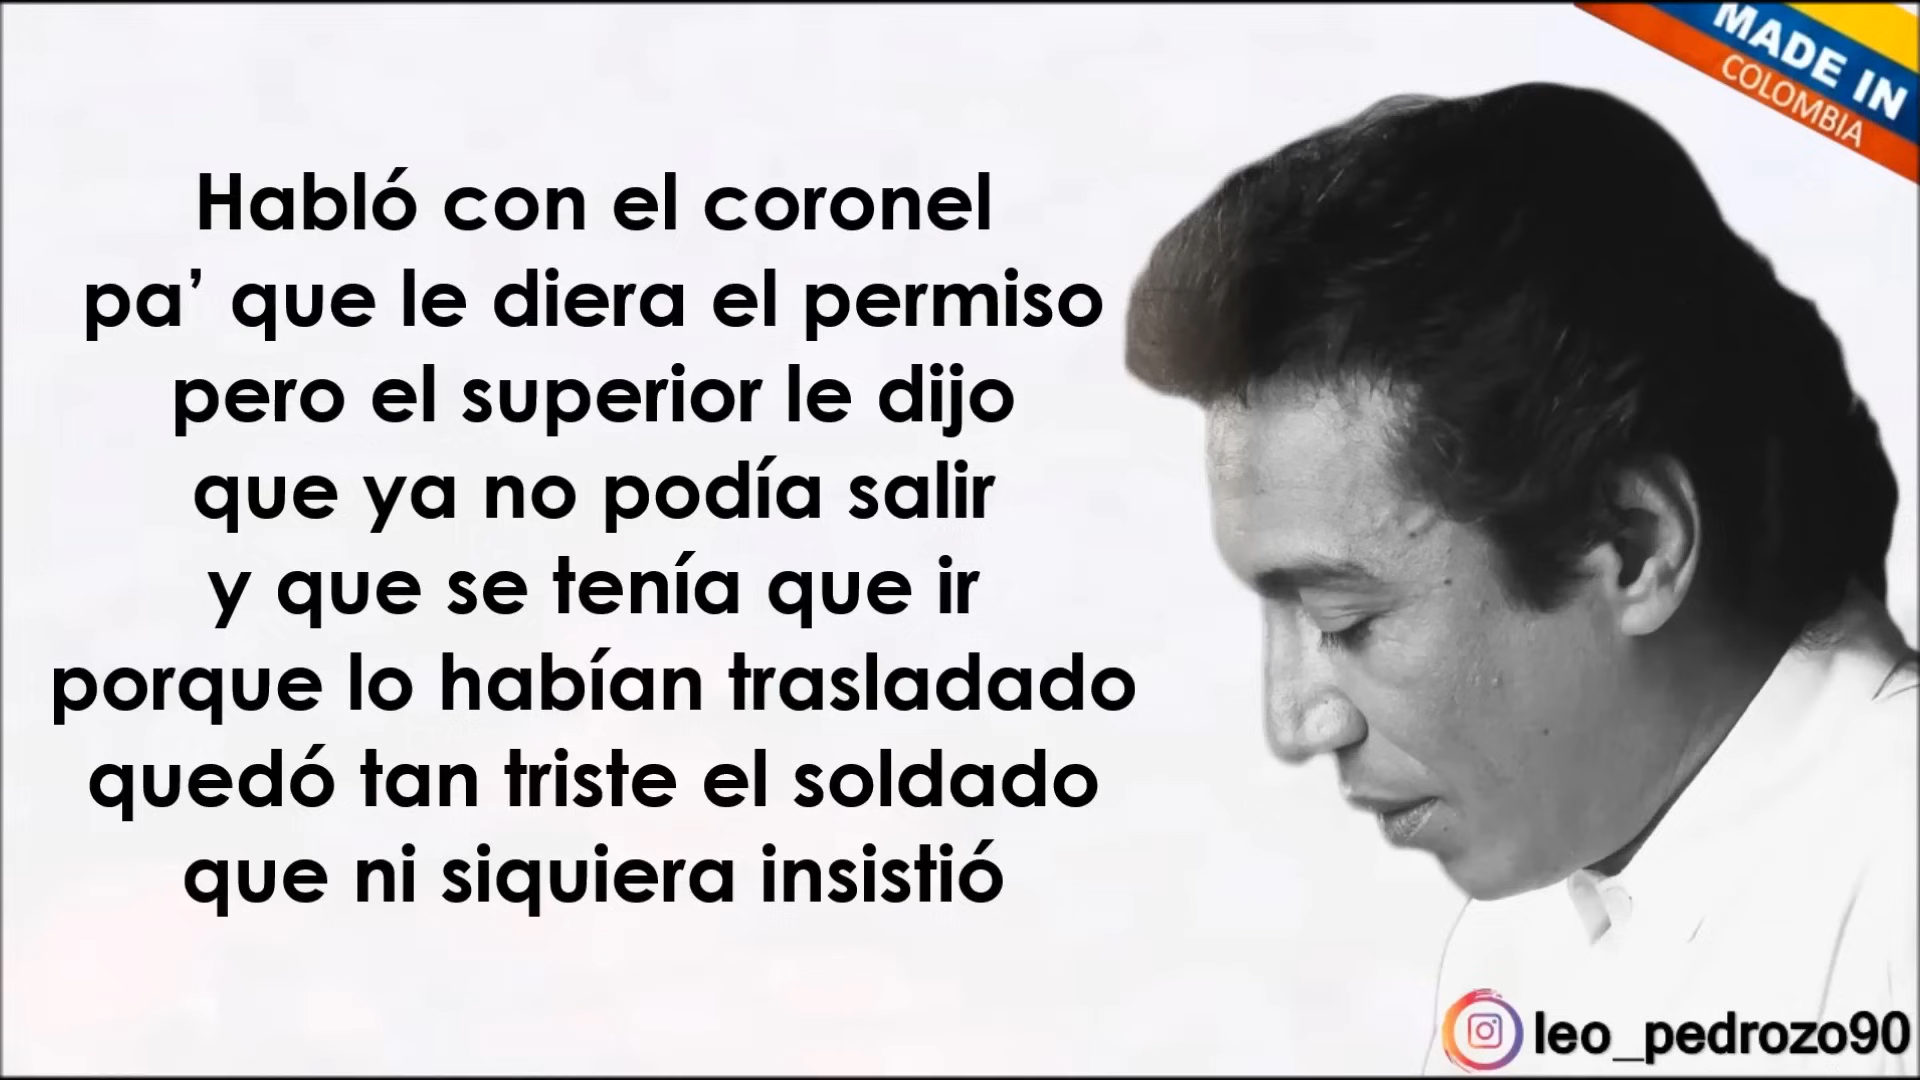 MADE IN
COLOMBIA
Habló con el coronel
pa’ que le diera el permiso
pero el superior le dijo
que ya no podía salir
y que se tenía que ir
porque lo habían trasladado
quedó tan triste el soldado
que ni siquiera insistió
leo_pedrozo90